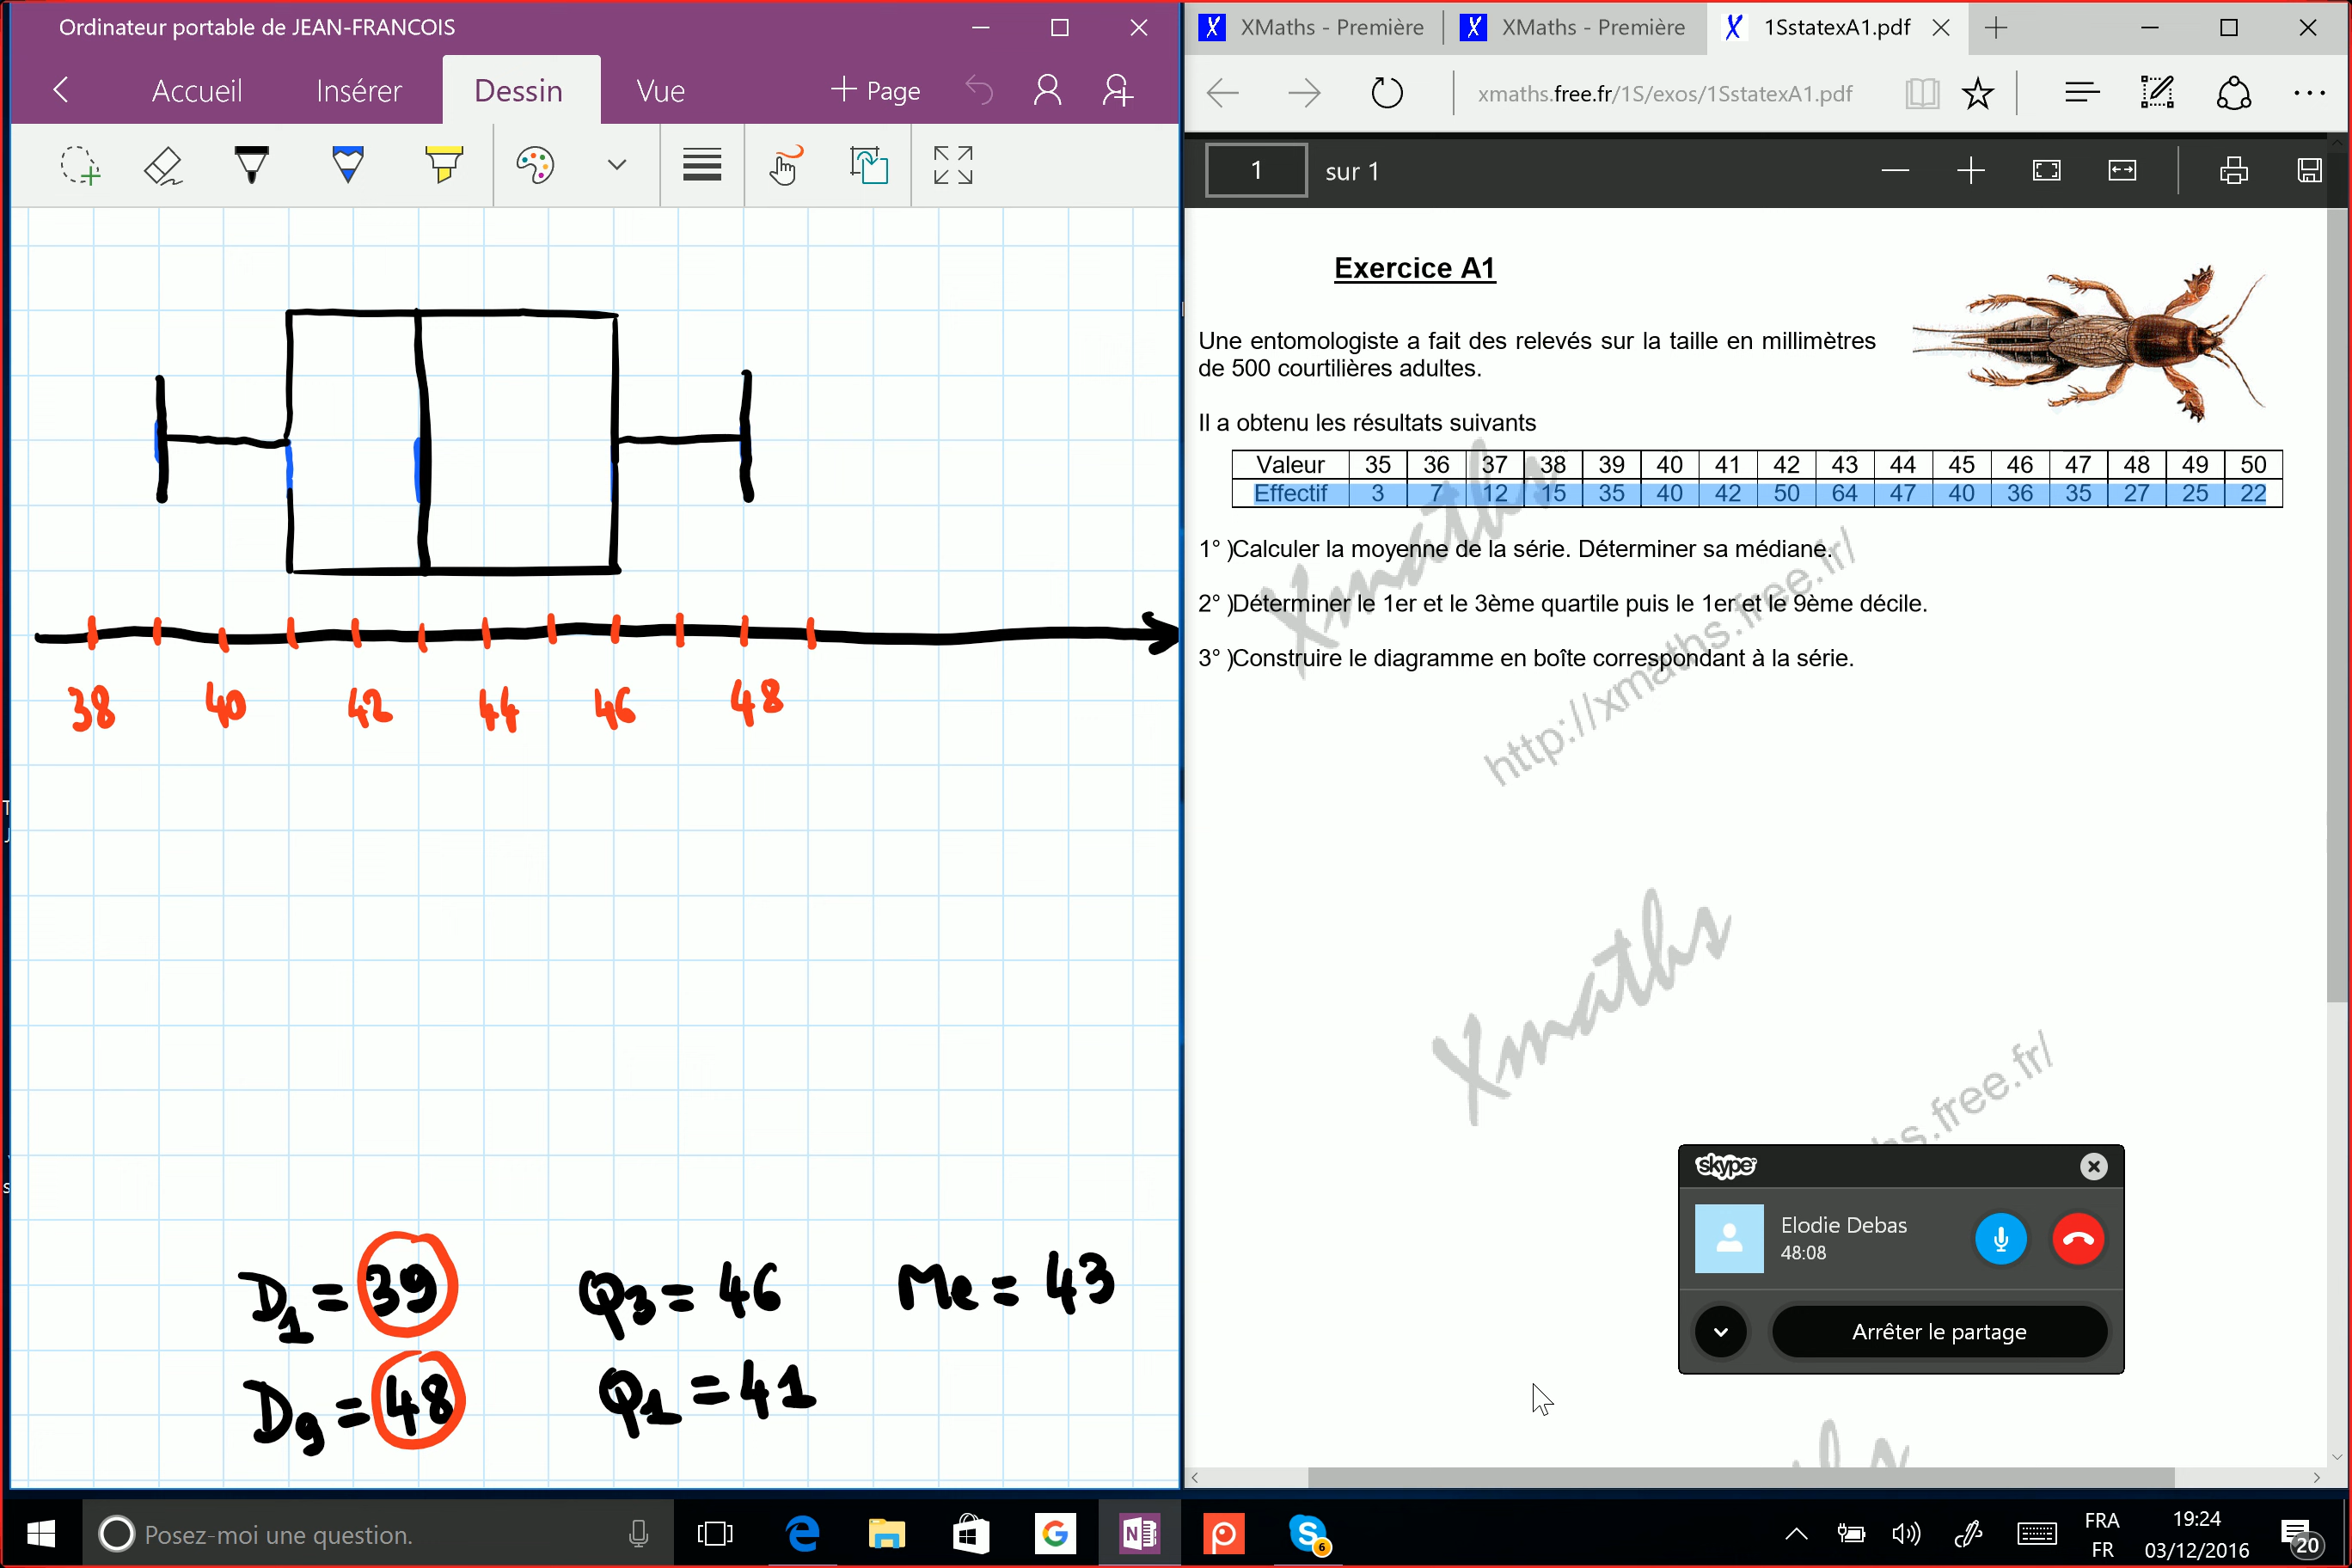 Ordinateur portable de JEAN-FRANCOIS
Accueil Insérer Dessin Vue + Page
38 40 42 44 46 48
D1 = 39 Q3 = 46 Me = 43
D9 = 48 Q1 = 41
XMaths - Première XMaths - Première 1SstatexA1.pdf
xmaths.free.fr/1S/exos/1SstatexA1.pdf
1 sur 1
Exercice A1
Une entomologiste a fait des relevés sur la taille en millimètres
de 500 courtilières adultes.
Il a obtenu les résultats suivants
Valeur 35 36 37 38 39 40 41 42 43 44 45 46 47 48 49 50
Effectif 3 7 12 15 35 40 42 50 64 47 40 36 35 27 25 22
1° )Calculer la moyenne de la série. Déterminer sa médiane.
2° )Déterminer le 1er et le 3ème quartile puis le 1er et le 9ème décile.
3° )Construire le diagramme en boîte correspondant à la série.
Xmaths
http://xmaths.free.fr/
Xmaths
hs.free.fr/
skype
Elodie Debas
48:08
Arrêter le partage
Posez-moi une question.
6
FRA
FR
19:24
03/12/2016
20